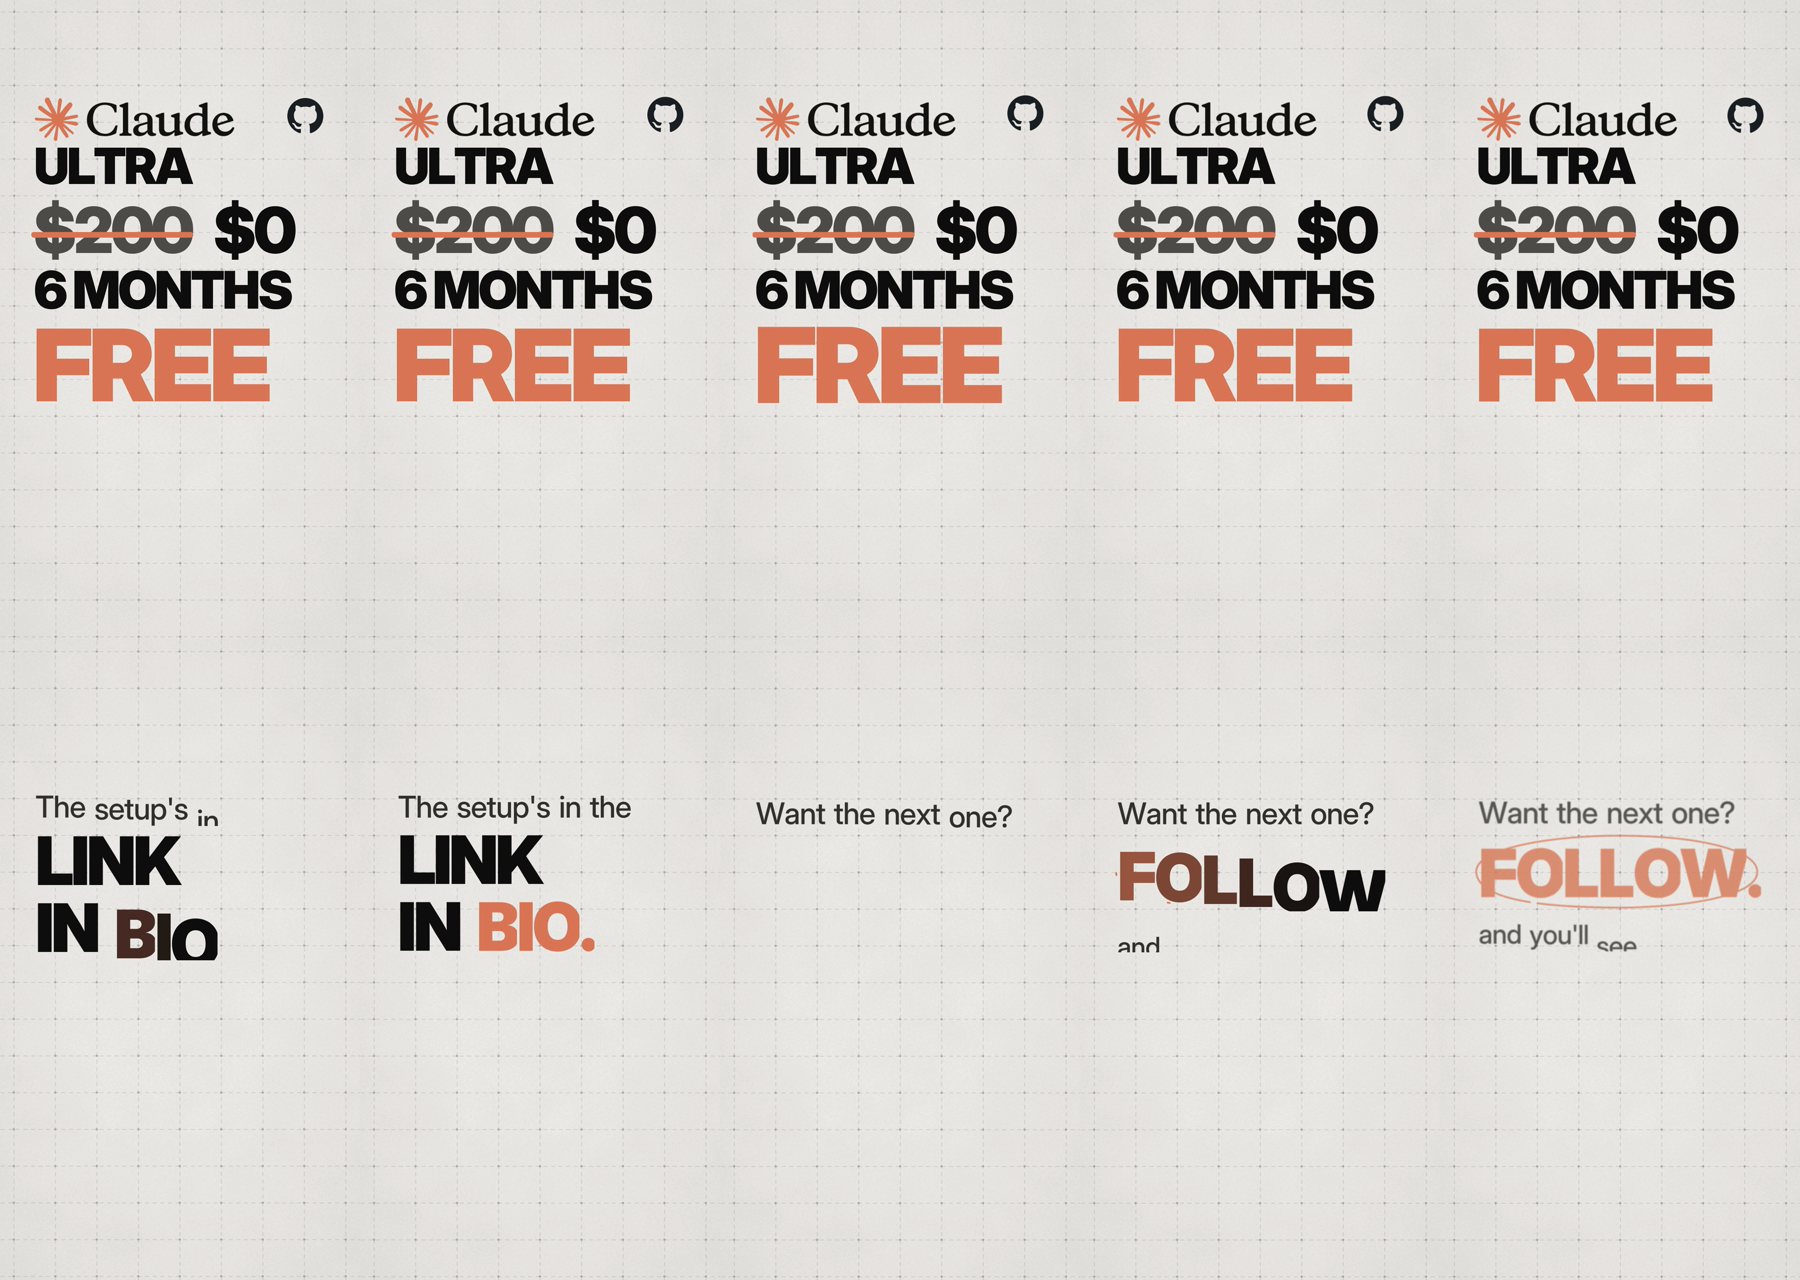 Claude
ULTRA
$200 $0
6 MONTHS
FREE
The setup's in
LINK
IN BIO
Claude
ULTRA
$200 $0
6 MONTHS
FREE
The setup's in the
LINK
IN BIO.
Claude
ULTRA
$200 $0
6 MONTHS
FREE
Want the next one?
Claude
ULTRA
$200 $0
6 MONTHS
FREE
Want the next one?
FOLLOW
and
Claude
ULTRA
$200 $0
6 MONTHS
FREE
Want the next one?
FOLLOW.
and you'll see